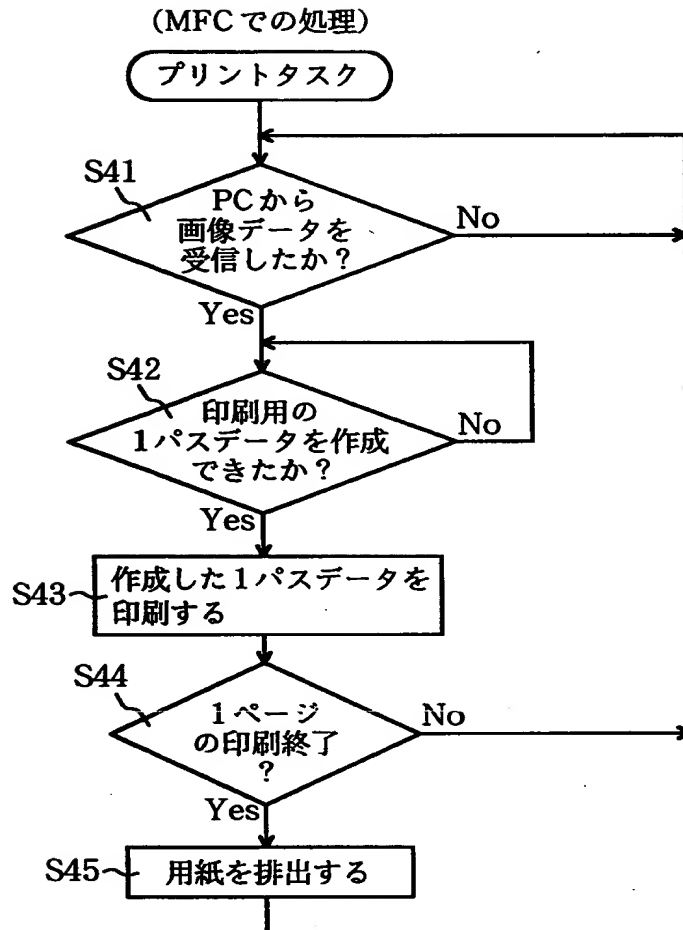 (MFCでの処理)
プリントタスク
S41
PCから
画像データを
受信したか?
No
Yes
S42
印刷用の
1パスデータを作成
できたか?
No
Yes
S43
作成した1パスデータを
印刷する
S44
1ページ
の印刷終了
?
No
Yes
S45
用紙を排出する